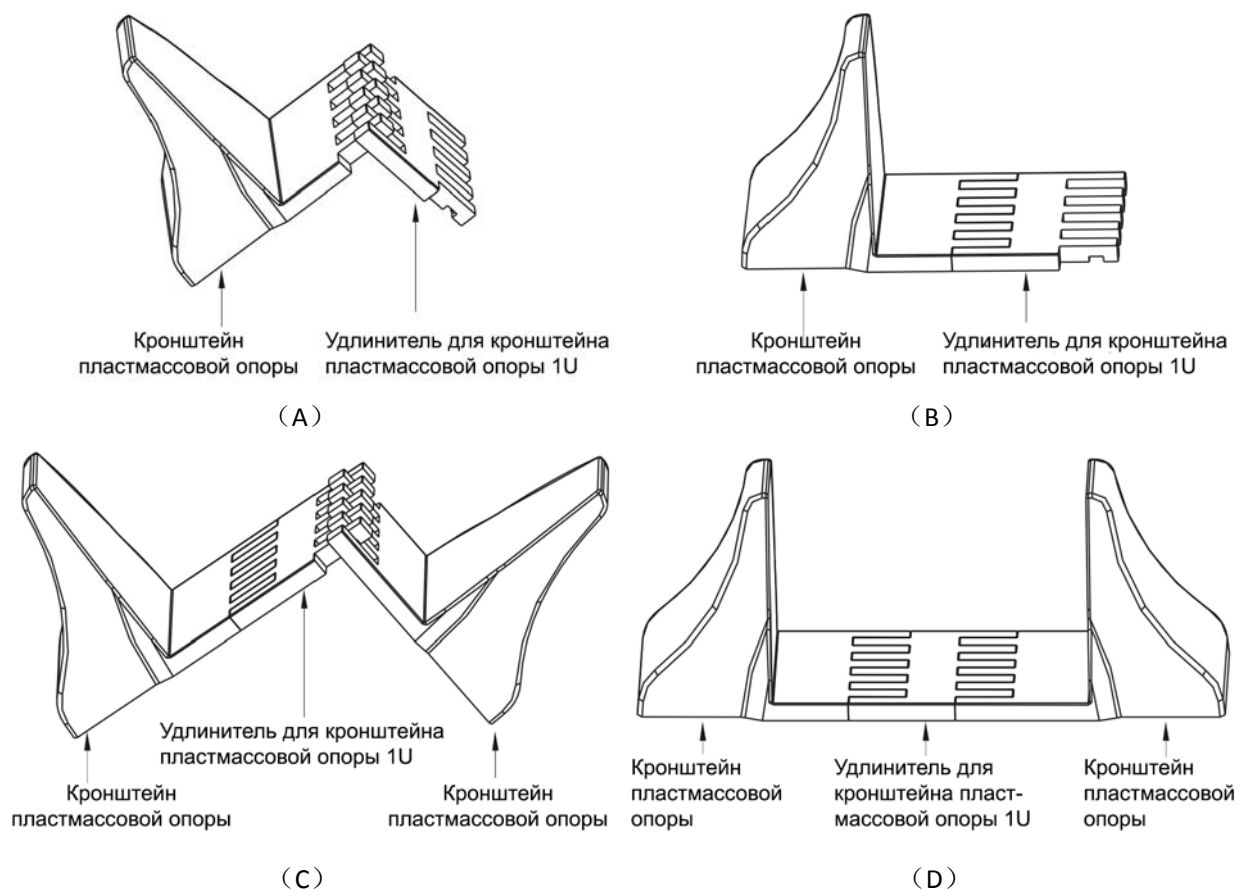 Кронштейн
пластмассовой опоры
Удлинитель для кронштейна
пластмассовой опоры 1U
(A)
Кронштейн
пластмассовой опоры
Удлинитель для кронштейна
пластмассовой опоры 1U
(B)
Удлинитель для кронштейна
пластмассовой опоры 1U
Кронштейн
пластмассовой опоры
Кронштейн
пластмассовой опоры
(C)
Кронштейн
пластмассовой
опоры
Удлинитель для
кронштейна пласт-
массовой опоры 1U
Кронштейн
пластмассовой
опоры
(D)